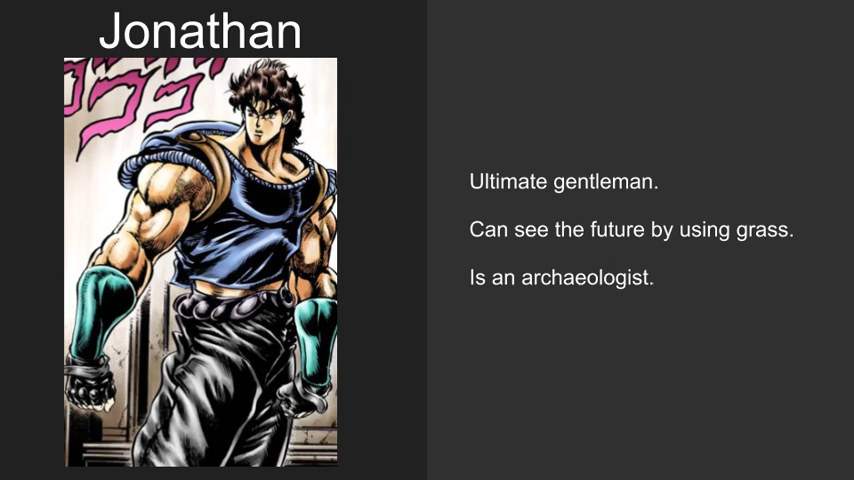 Jonathan
Ultimate gentleman.
Can see the future by using grass.
Is an archaeologist.